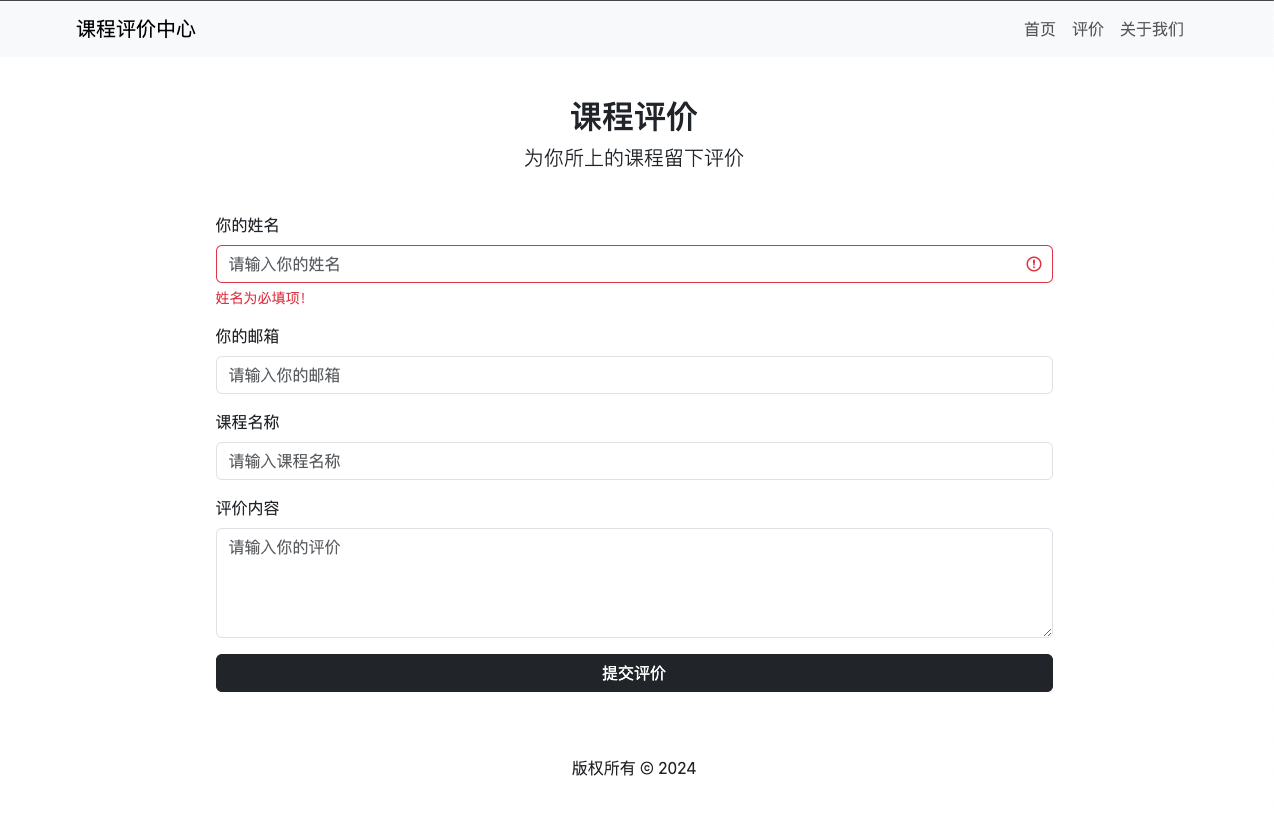 课程评价中心
首页 评价 关于我们
课程评价
为你所上的课程留下评价
你的姓名
请输入你的姓名
姓名为必填项!
你的邮箱
请输入你的邮箱
课程名称
请输入课程名称
评价内容
请输入你的评价
提交评价
版权所有 © 2024